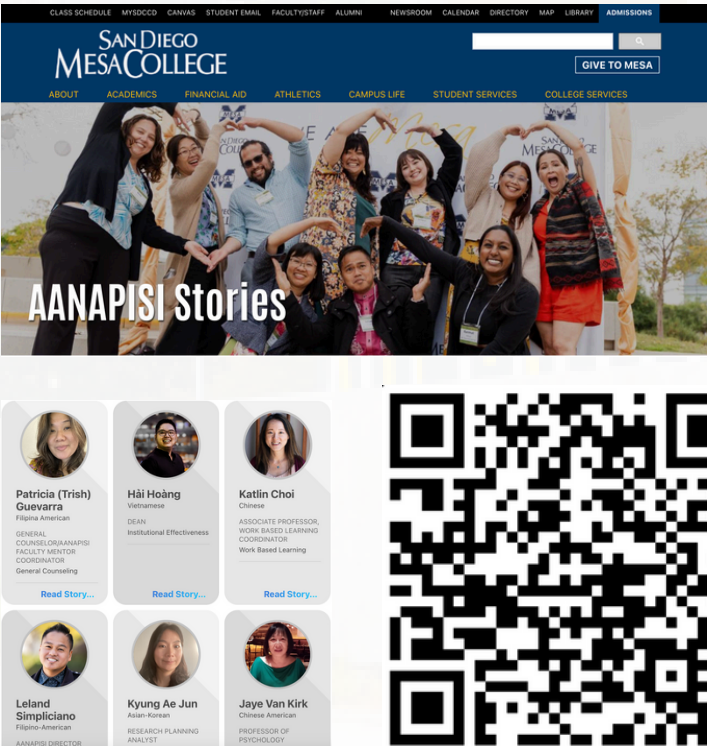 CLASS SCHEDULE MYSDCCD CANVAS STUDENT EMAIL FACULTY/STAFF ALUMNI NEWSROOM CALENDAR DIRECTORY MAP LIBRARY ADMISSIONS
SAN DIEGO
MESA COLLEGE
GIVE TO MESA
ABOUT ACADEMICS FINANCIAL AID ATHLETICS CAMPUS LIFE STUDENT SERVICES COLLEGE SERVICES
WE ARE mesa
SAN DIEGO
MESA COLLEGE
AANAPISI Stories
Patricia (Trish)
Guevarra
Filipina American
GENERAL
COUNSELOR/AANAPISI
FACULTY MENTOR
COORDINATOR
General Counseling
Read Story...
Hải Hoàng
Vietnamese
DEAN
Institutional Effectiveness
Read Story...
Katlin Choi
Chinese
ASSOCIATE PROFESSOR,
WORK BASED LEARNING
COORDINATOR
Work Based Learning
Read Story...
Leland
Simpliciano
Filipino-American
AANAPISI DIRECTOR
Kyung Ae Jun
Asian-Korean
RESEARCH PLANNING
ANALYST
Jaye Van Kirk
Chinese American
PROFESSOR OF
PSYCHOLOGY